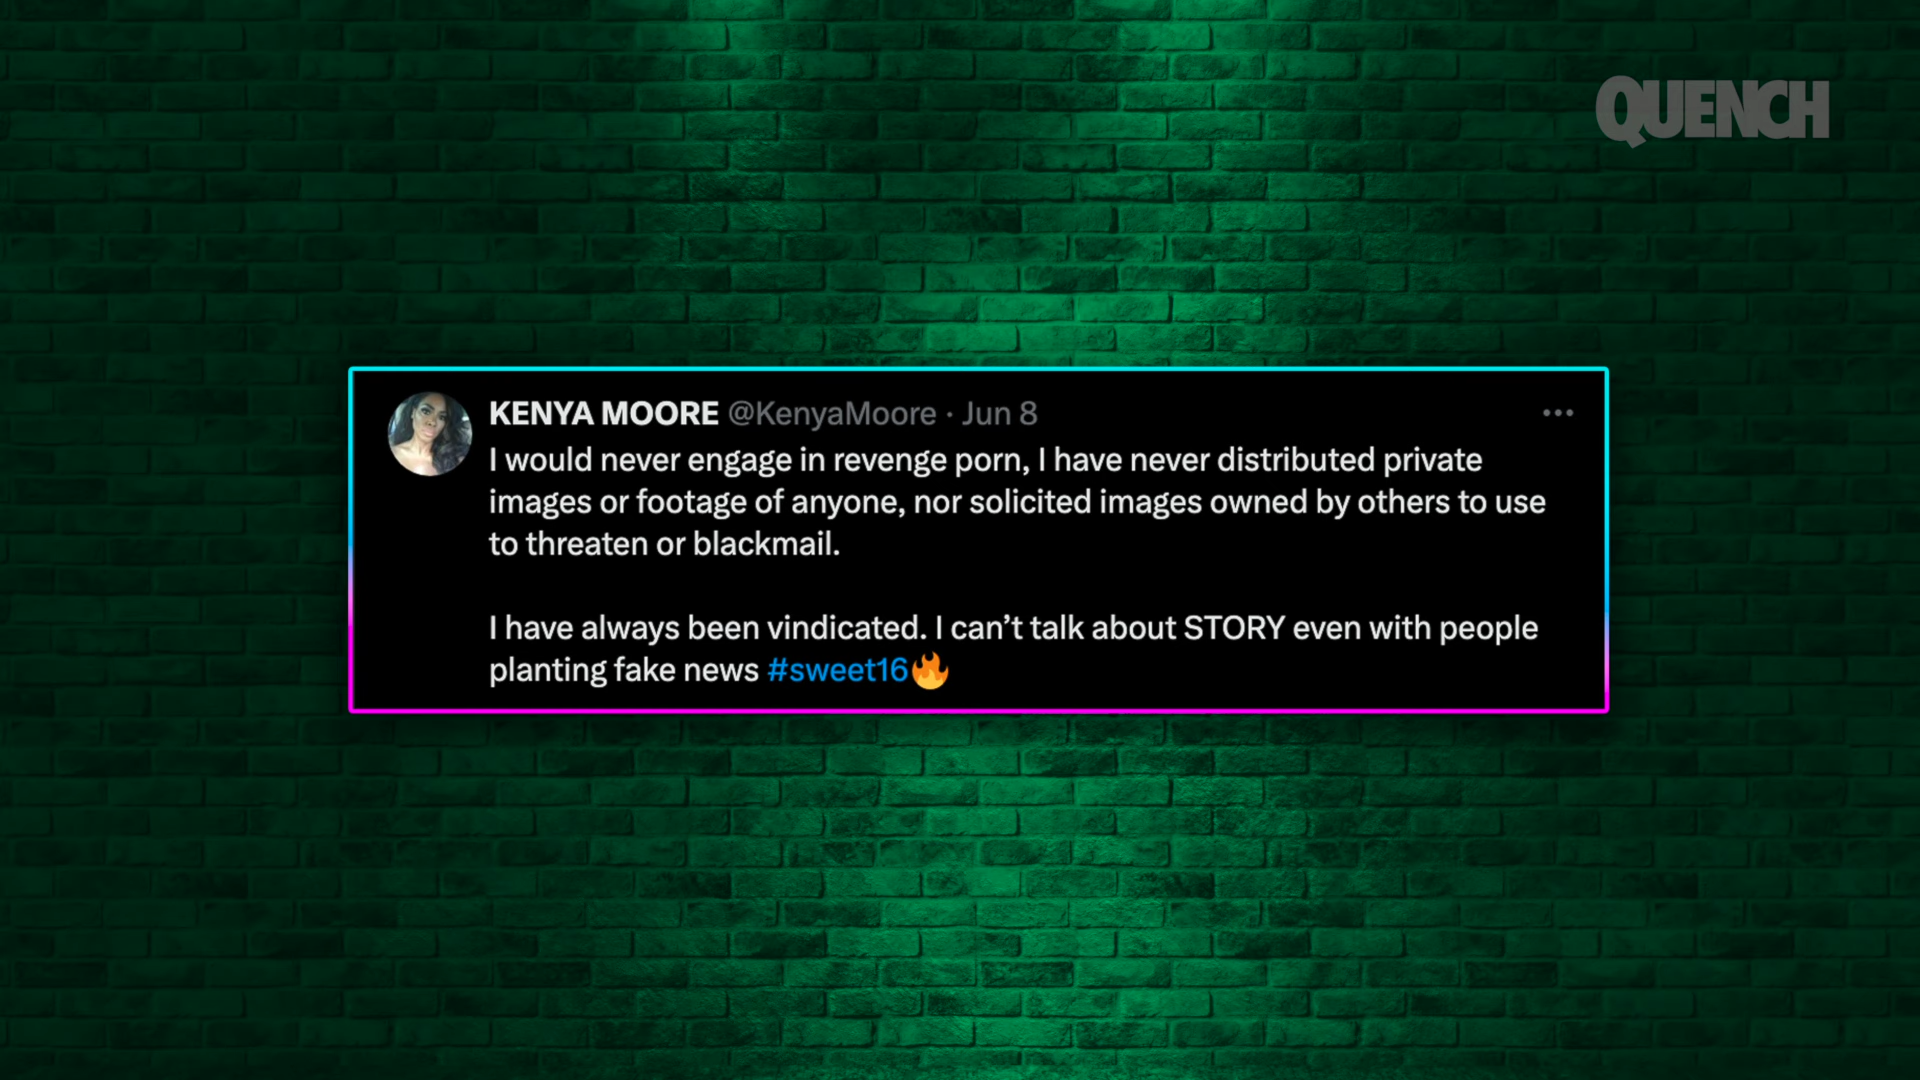 QUENCH
KENYA MOORE @KenyaMoore · Jun 8
I would never engage in revenge porn, I have never distributed private
images or footage of anyone, nor solicited images owned by others to use
to threaten or blackmail.
I have always been vindicated. I can’t talk about STORY even with people
planting fake news #sweet16🔥